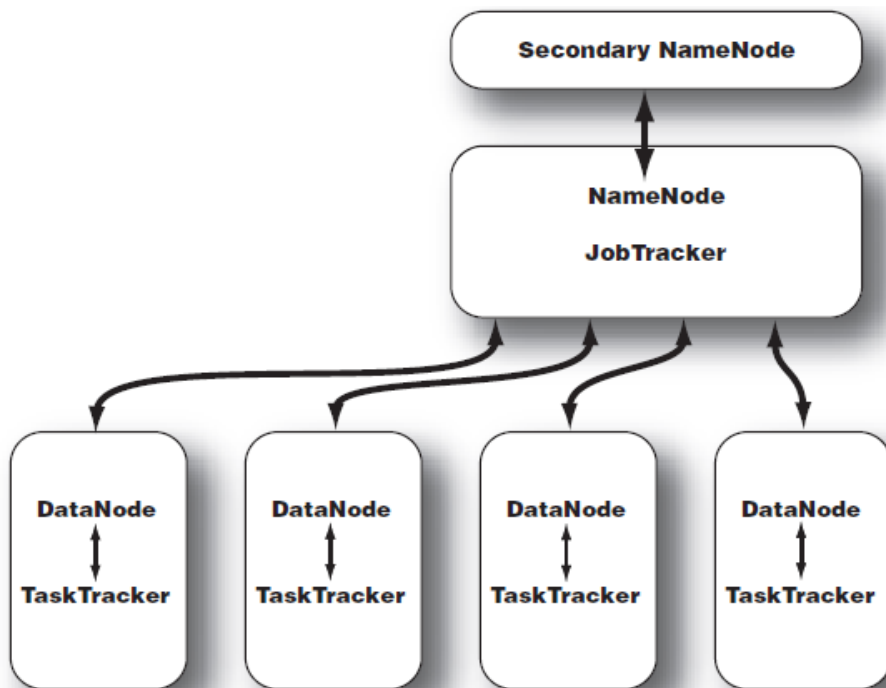 Secondary NameNode
NameNode
JobTracker
DataNode
TaskTracker
DataNode
TaskTracker
DataNode
TaskTracker
DataNode
TaskTracker